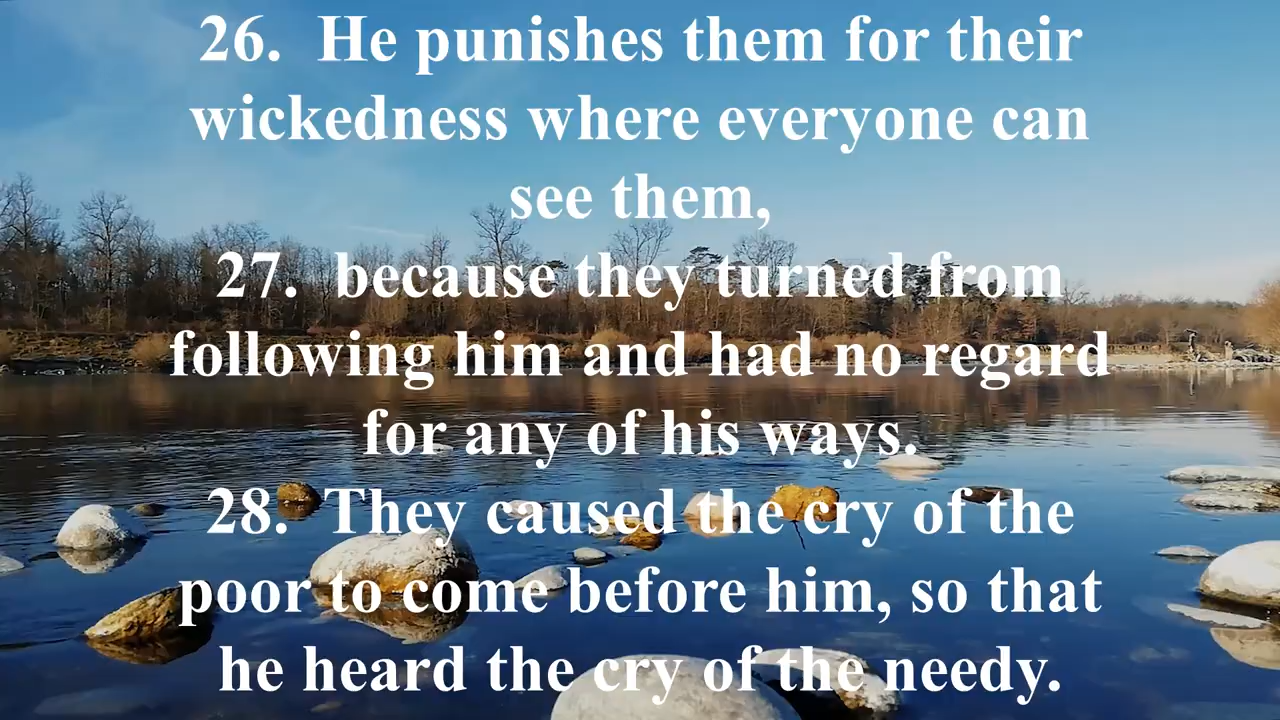 26.  He punishes them for their
wickedness where everyone can
see them,
27.  because they turned from
following him and had no regard
for any of his ways.
28.  They caused the cry of the
poor to come before him, so that
he heard the cry of the needy.